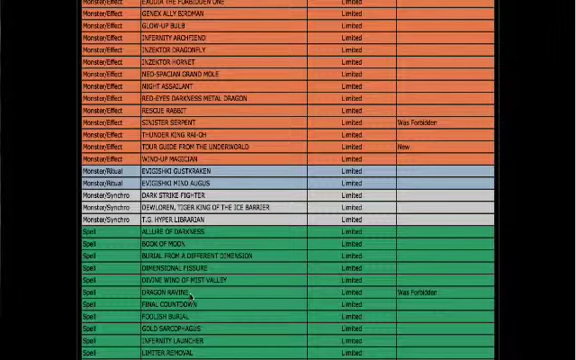 Monster/Effect EXODIA THE FORBIDDEN ONE Limited
Monster/Effect GENEX ALLY BIRDMAN Limited
Monster/Effect GLOW-UP BULB Limited
Monster/Effect INFERNITY ARCHFIEND Limited
Monster/Effect INZEKTOR DRAGONFLY Limited
Monster/Effect INZEKTOR HORNET Limited
Monster/Effect NEO-SPACIAN GRAND MOLE Limited
Monster/Effect NIGHT ASSAILANT Limited
Monster/Effect RED-EYES DARKNESS METAL DRAGON Limited
Monster/Effect RESCUE RABBIT Limited
Monster/Effect SINISTER SERPENT Limited Was Forbidden
Monster/Effect THUNDER KING RAI-OH Limited
Monster/Effect TOUR GUIDE FROM THE UNDERWORLD Limited New
Monster/Effect WIND-UP MAGICIAN Limited
Monster/Ritual EVIGISHKI GUSTKRAKEN Limited
Monster/Ritual EVIGISHKI MIND AUGUS Limited
Monster/Synchro DARK STRIKE FIGHTER Limited
Monster/Synchro DEWLOREN, TIGER KING OF THE ICE BARRIER Limited
Monster/Synchro T.G. HYPER LIBRARIAN Limited
Spell ALLURE OF DARKNESS Limited
Spell BOOK OF MOON Limited
Spell BURIAL FROM A DIFFERENT DIMENSION Limited
Spell DIMENSIONAL FISSURE Limited
Spell DIVINE WIND OF MIST VALLEY Limited
Spell DRAGON RAVINE Limited Was Forbidden
Spell FINAL COUNTDOWN Limited
Spell FOOLISH BURIAL Limited
Spell GOLD SARCOPHAGUS Limited
Spell INFERNITY LAUNCHER Limited
Spell LIMITER REMOVAL Limited